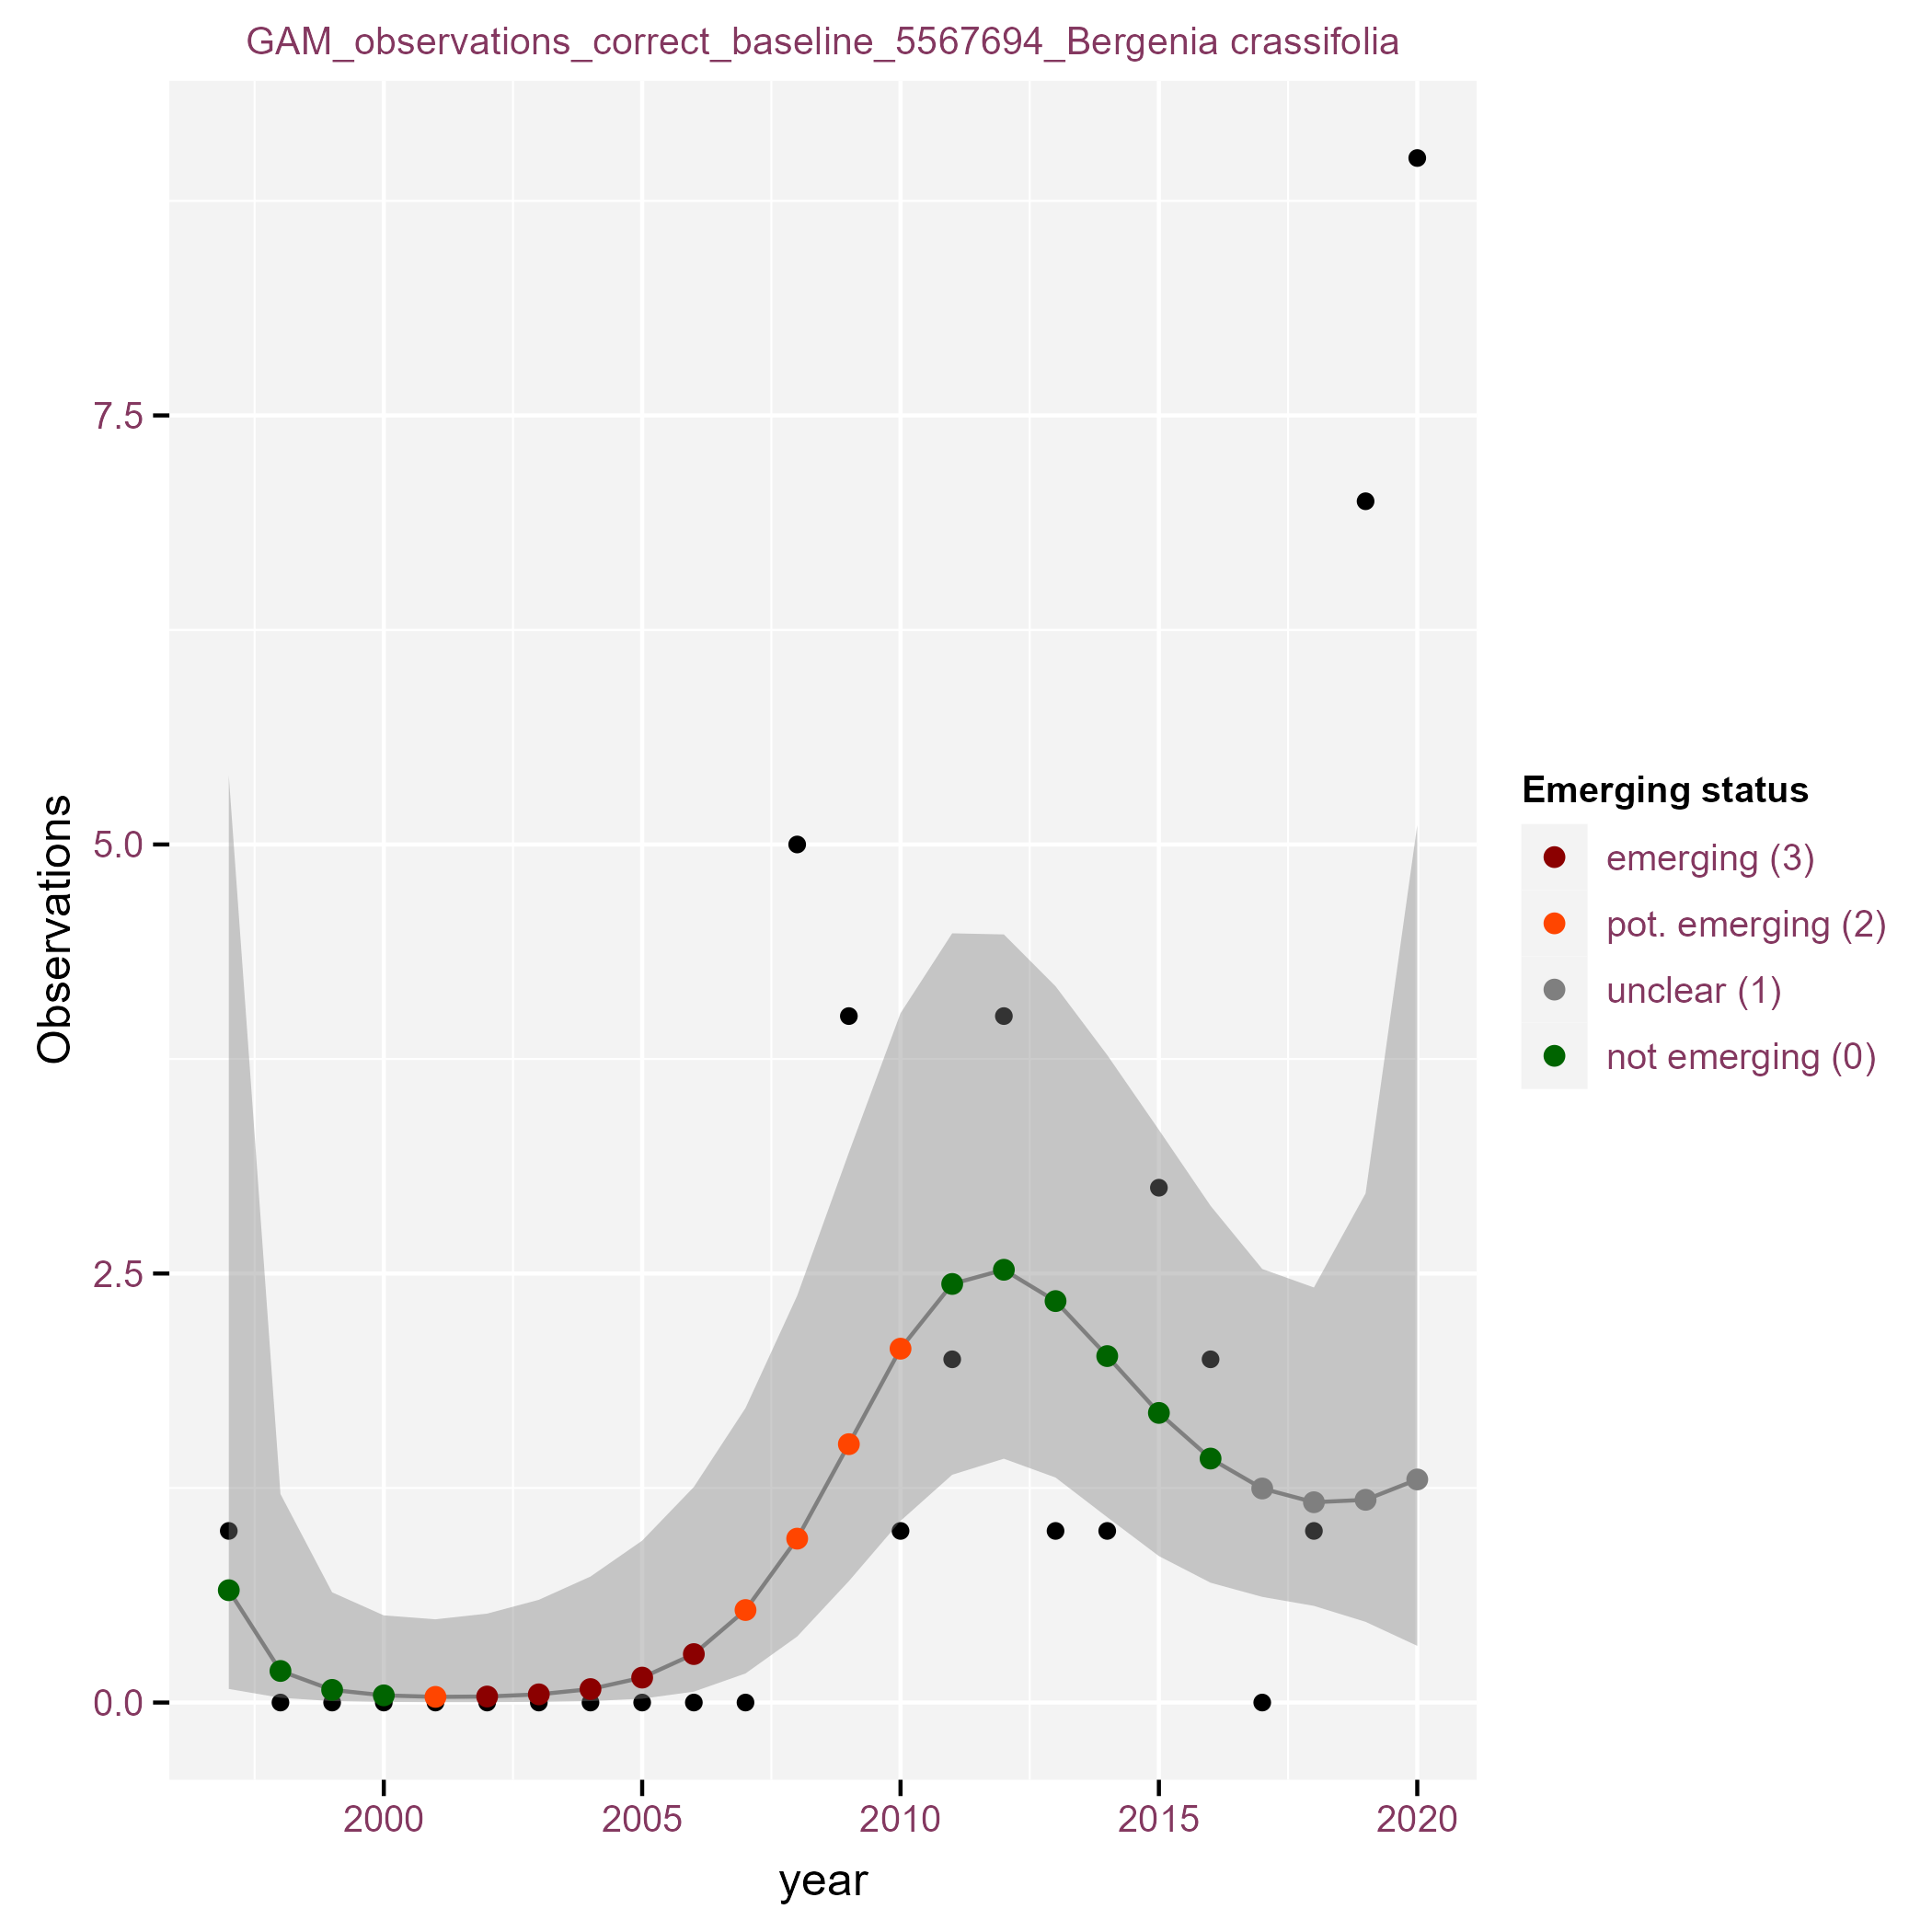 GAM_observations_correct_baseline_5567694_Bergenia crassifolia
7.5
5.0
2.5
0.0
Observations
2000 2005 2010 2015 2020
year
Emerging status
emerging (3)
pot. emerging (2)
unclear (1)
not emerging (0)